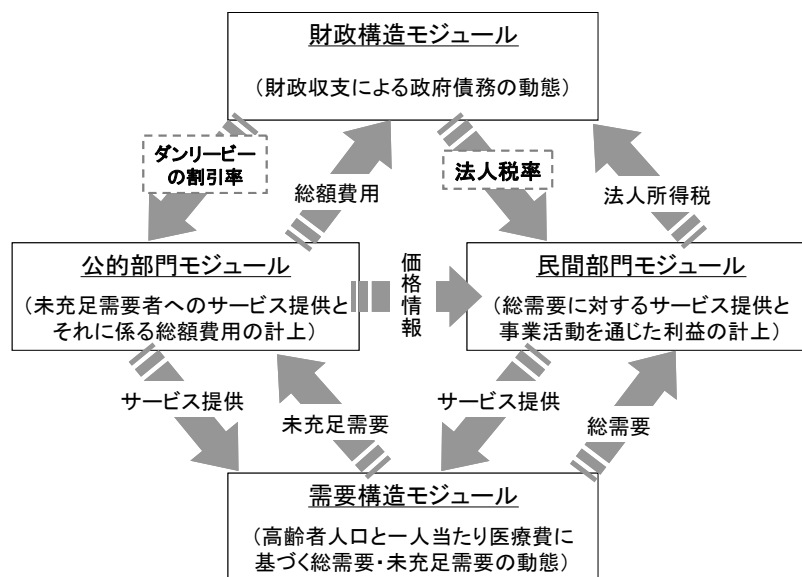 財政構造モジュール
（財政収支による政府債務の動態）
ダンリービー
の割引率
総額費用
法人税率
法人所得税
公的部門モジュール
（未充足需要者へのサービス提供と
それに係る総額費用の計上）
価格情報
民間部門モジュール
（総需要に対するサービス提供と
事業活動を通じた利益の計上）
サービス提供
未充足需要
サービス提供
総需要
需要構造モジュール
（高齢者人口と一人当たり医療費に
基づく総需要・未充足需要の動態）